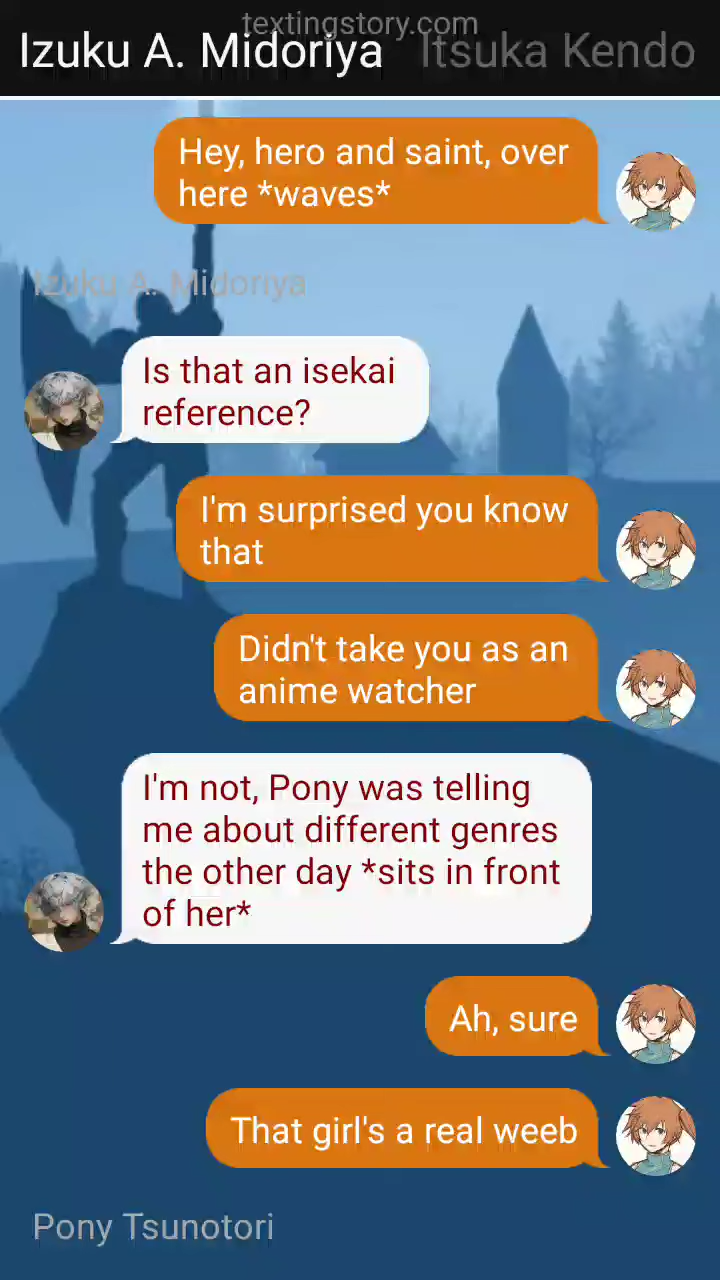 textingstory.com
Izuku A. Midoriya
Itsuka Kendo
Hey, hero and saint, over
here *waves*
Izuku A. Midoriya
Is that an isekai
reference?
I'm surprised you know
that
Didn't take you as an
anime watcher
I'm not, Pony was telling
me about different genres
the other day *sits in front
of her*
Ah, sure
That girl's a real weeb
Pony Tsunotori